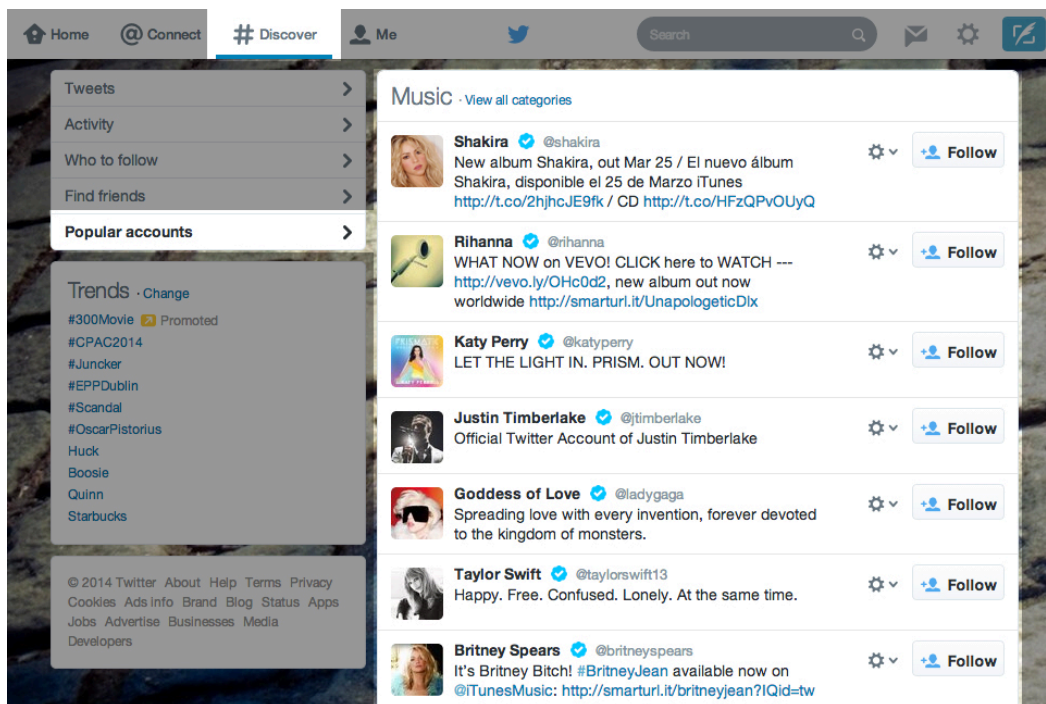 Home @ Connect # Discover Me Search
Tweets
Activity
Who to follow
Find friends
Popular accounts
Trends · Change
#300Movie Promoted
#CPAC2014
#Juncker
#EPPDublin
#Scandal
#OscarPistorius
Huck
Boosie
Quinn
Starbucks
© 2014 Twitter About Help Terms Privacy
Cookies Ads info Brand Blog Status Apps
Jobs Advertise Businesses Media
Developers
Music · View all categories
Shakira @shakira
New album Shakira, out Mar 25 / El nuevo álbum
Shakira, disponible el 25 de Marzo iTunes
http://t.co/2hjhcJE9fk / CD http://t.co/HFzQPvOUyQ
Follow
Rihanna @rihanna
WHAT NOW on VEVO! CLICK here to WATCH ---
http://vevo.ly/OHc0d2, new album out now
worldwide http://smarturl.it/UnapologeticDlx
Follow
Katy Perry @katyperry
LET THE LIGHT IN. PRISM. OUT NOW!
Follow
Justin Timberlake @jtimberlake
Official Twitter Account of Justin Timberlake
Follow
Goddess of Love @ladygaga
Spreading love with every invention, forever devoted
to the kingdom of monsters.
Follow
Taylor Swift @taylorswift13
Happy. Free. Confused. Lonely. At the same time.
Follow
Britney Spears @britneyspears
It's Britney Bitch! #BritneyJean available now on
@iTunesMusic: http://smarturl.it/britneyjean?IQid=tw
Follow